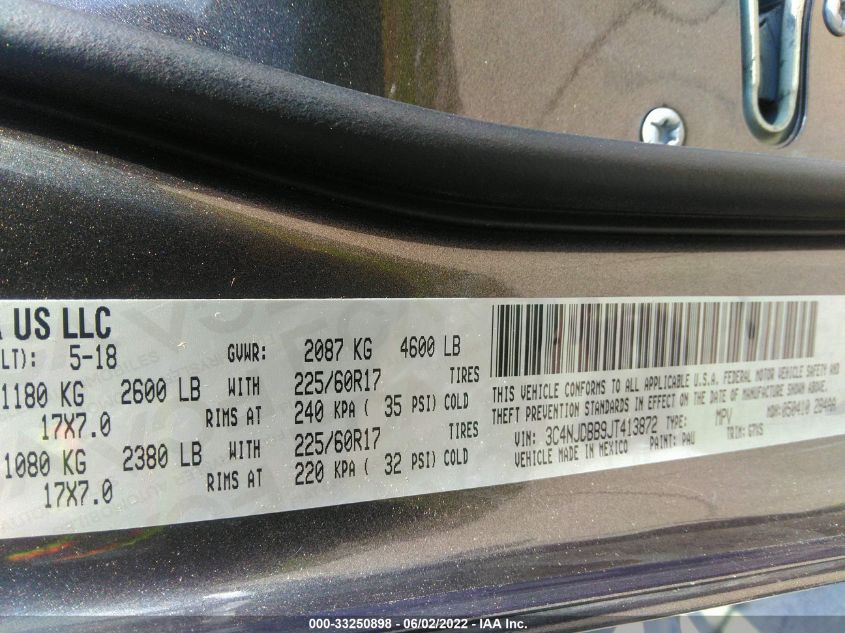 US LLC
LT): 5-18 GVWR: 2087 KG 4600 LB
1180 KG 2600 LB WITH 225/60R17 TIRES
17X7.0 RIMS AT 240 KPA ( 35 PSI) COLD
1080 KG 2380 LB WITH 225/60R17 TIRES
17X7.0 RIMS AT 220 KPA ( 32 PSI) COLD
THIS VEHICLE CONFORMS TO ALL APPLICABLE U.S.A. FEDERAL MOTOR VEHICLE SAFETY AND
THEFT PREVENTION STANDARDS IN EFFECT ON THE DATE OF MANUFACTURE SHOWN ABOVE.
VIN: 3C4NJDBB9JT413872 TYPE: MPV MDH: 050410
VEHICLE MADE IN MEXICO PAINT: PAU TRIM:
000-33250898 - 06/02/2022 - IAA Inc.